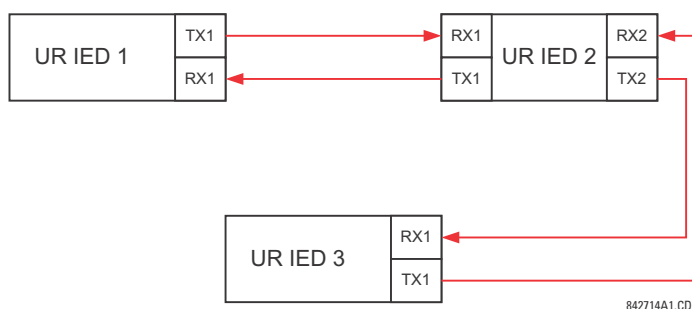 UR IED 1
TX1
RX1
RX1
TX1
UR IED 2
RX2
TX2
UR IED 3
RX1
TX1
842714A1.CD